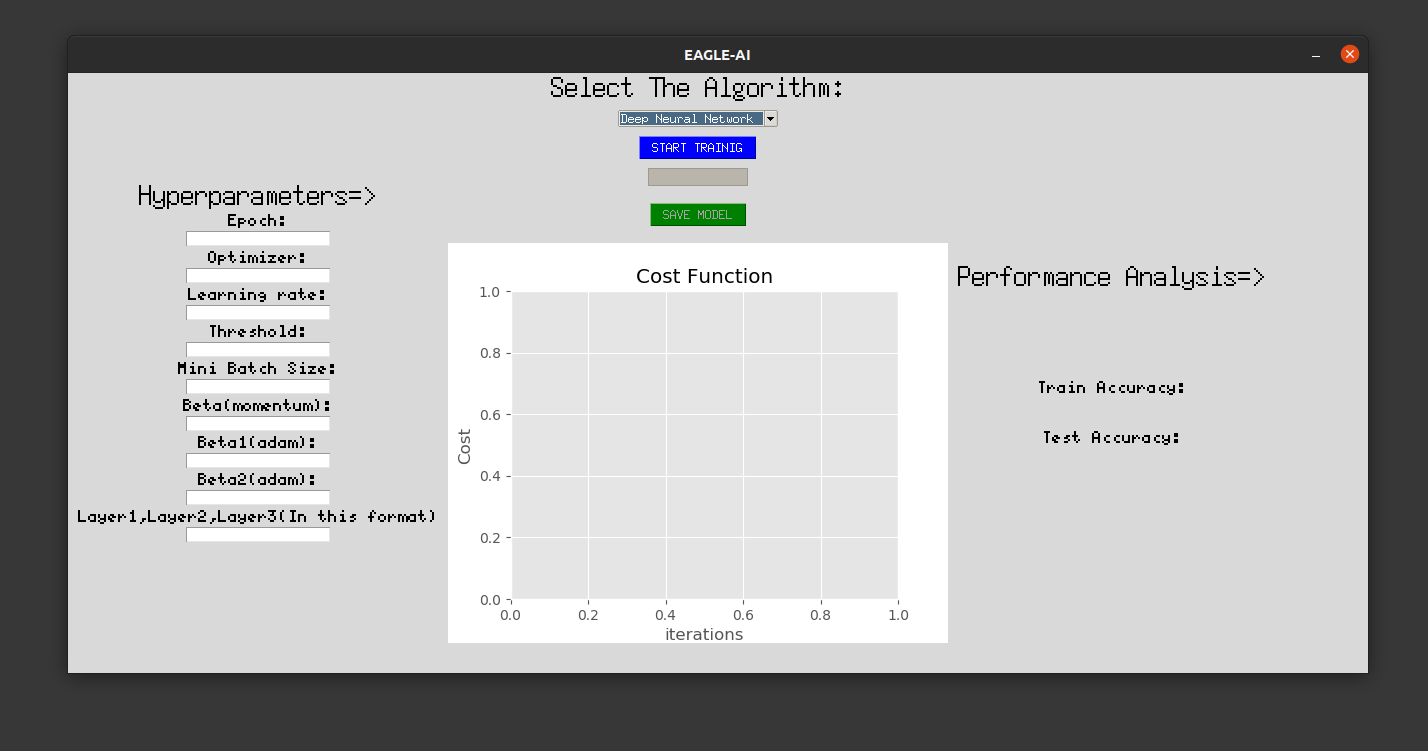 EAGLE-AI
Select The Algorithm:
Deep Neural Network
START TRAINIG
SAVE MODEL
Hyperparameters=>
Epoch:
Optimizer:
Learning rate:
Threshold:
Mini Batch Size:
Beta(momentum):
Beta1(adam):
Beta2(adam):
Layer1,Layer2,Layer3(In this format)
Cost Function
1.0
0.8
0.6
0.4
0.2
0.0
Cost
0.0 0.2 0.4 0.6 0.8 1.0
iterations
Performance Analysis=>
Train Accuracy:
Test Accuracy: